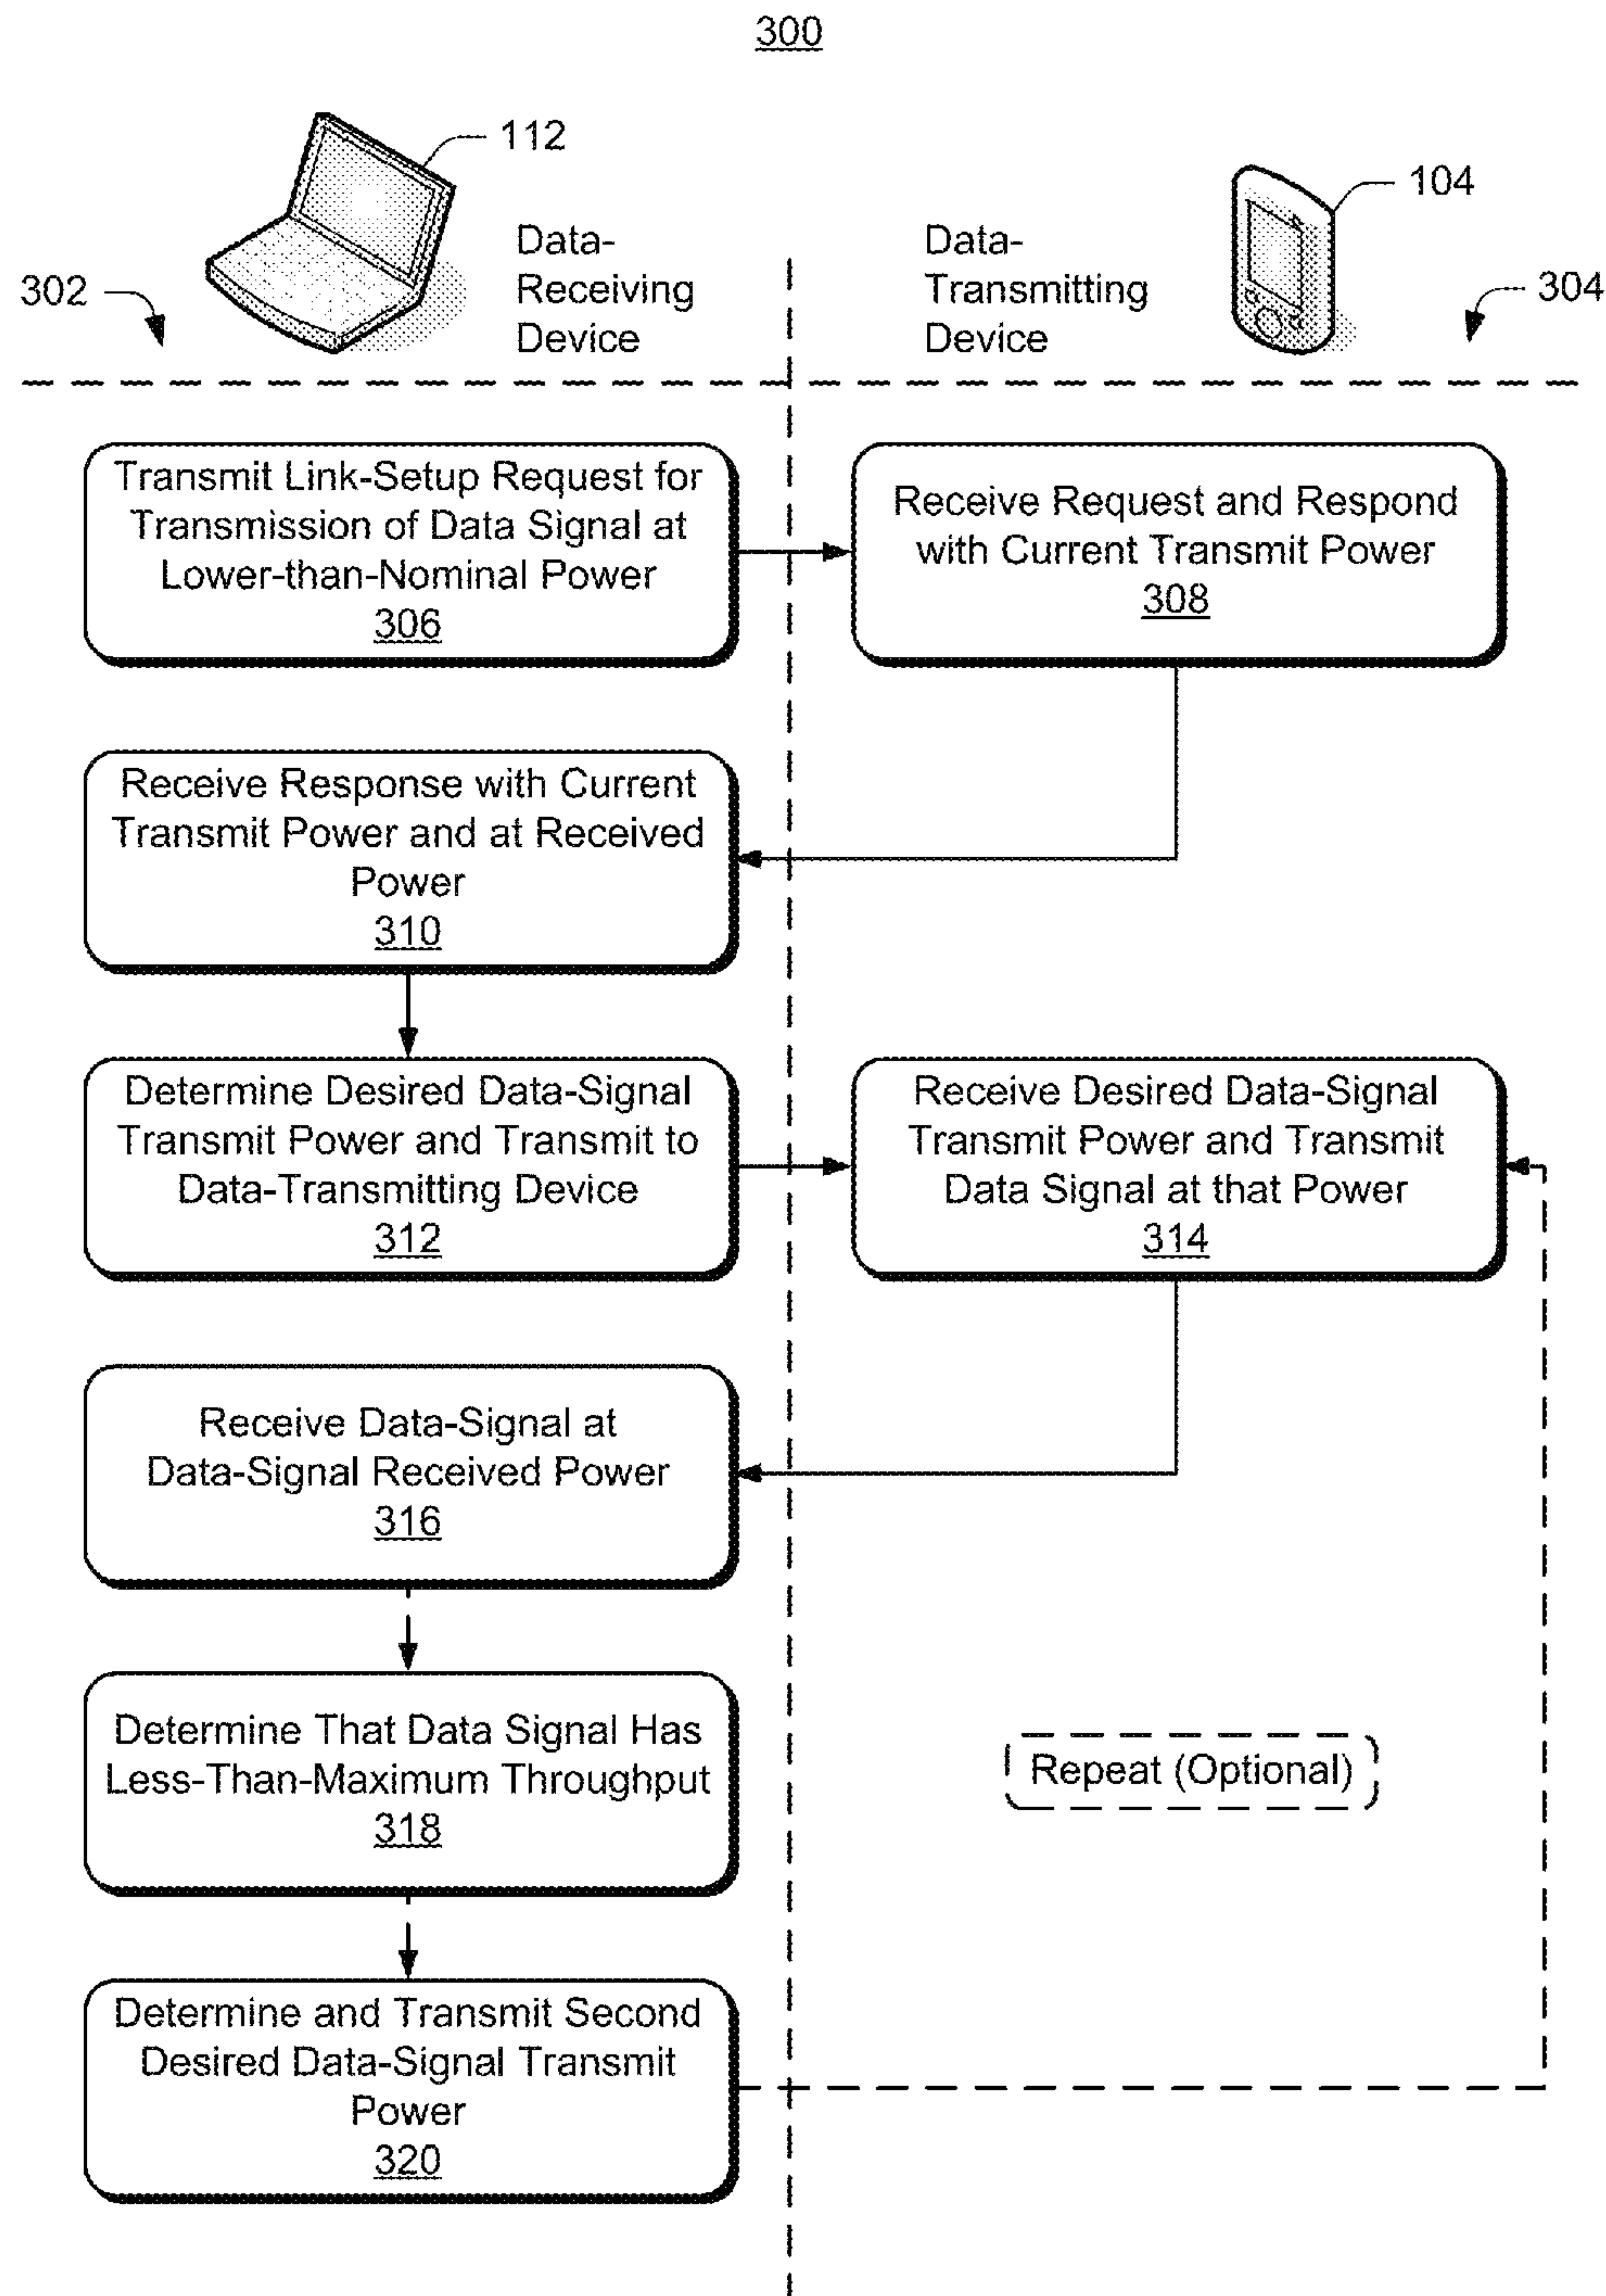 300
112
104
302
Data-
Receiving
Device
Data-
Transmitting
Device
304
Transmit Link-Setup Request for
Transmission of Data Signal at
Lower-than-Nominal Power
306
Receive Request and Respond
with Current Transmit Power
308
Receive Response with Current
Transmit Power and at Received
Power
310
Determine Desired Data-Signal
Transmit Power and Transmit to
Data-Transmitting Device
312
Receive Desired Data-Signal
Transmit Power and Transmit
Data Signal at that Power
314
Receive Data-Signal at
Data-Signal Received Power
316
Determine That Data Signal Has
Less-Than-Maximum Throughput
318
Repeat (Optional)
Determine and Transmit Second
Desired Data-Signal Transmit
Power
320